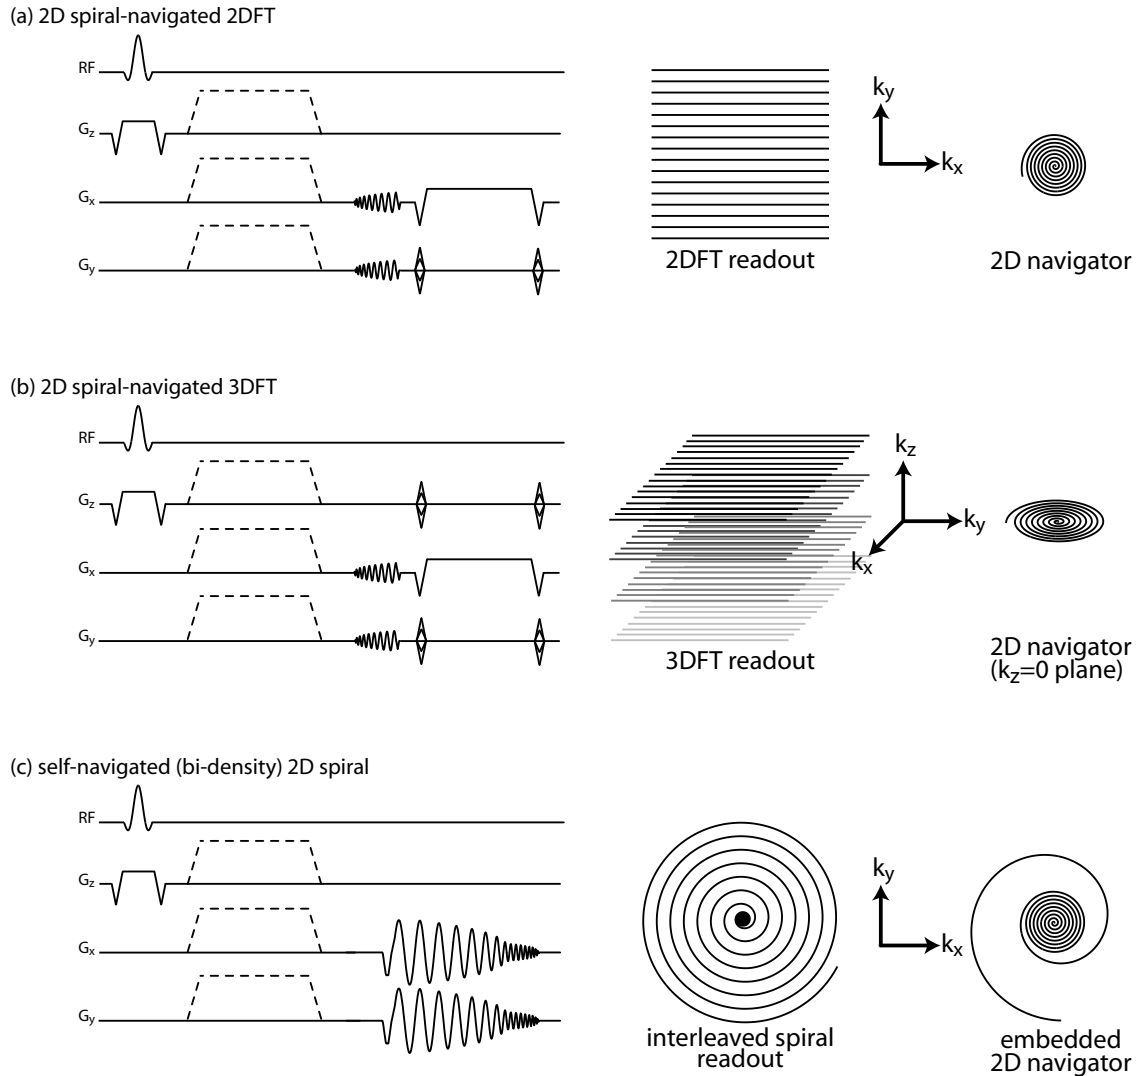 (a) 2D spiral-navigated 2DFT
RF
Gz
Gx
Gy
2DFT readout
ky
kx
2D navigator
(b) 2D spiral-navigated 3DFT
RF
Gz
Gx
Gy
3DFT readout
kz
ky
kx
2D navigator
(kz=0 plane)
(c) self-navigated (bi-density) 2D spiral
RF
Gz
Gx
Gy
interleaved spiral
readout
ky
kx
embedded
2D navigator